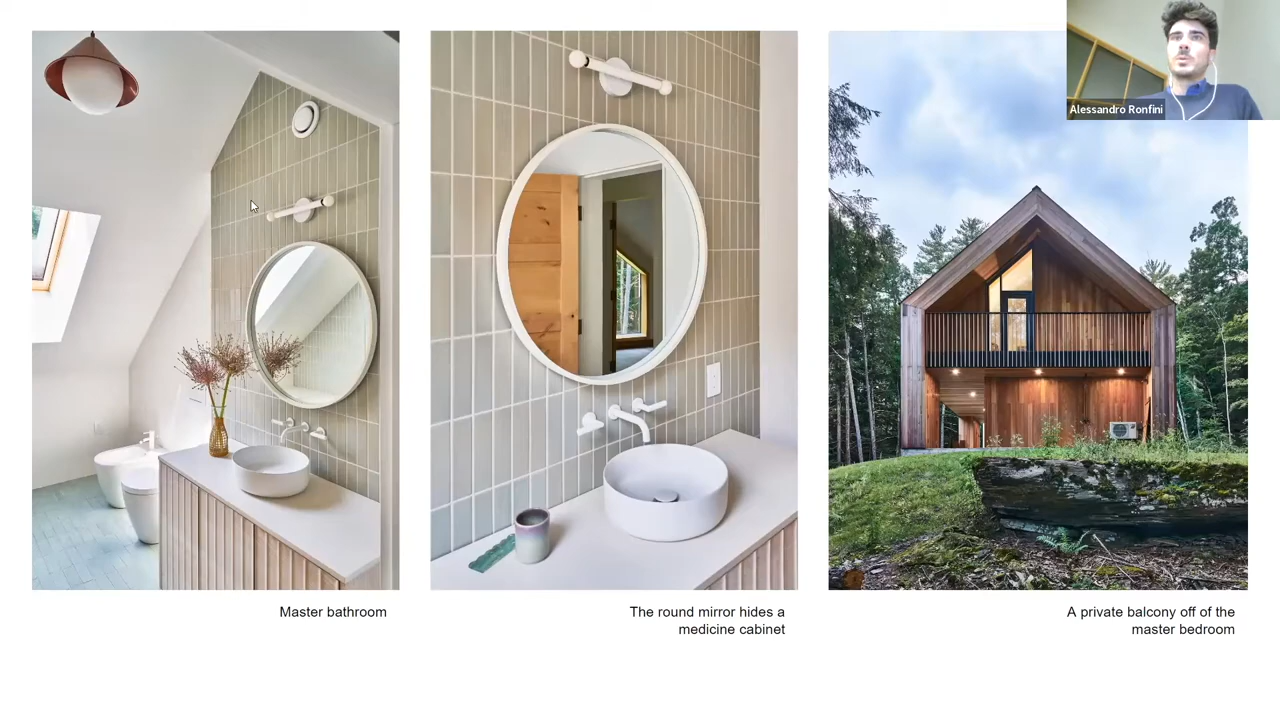 Alessandro Ronfini
Master bathroom
The round mirror hides a
medicine cabinet
A private balcony off of the
master bedroom